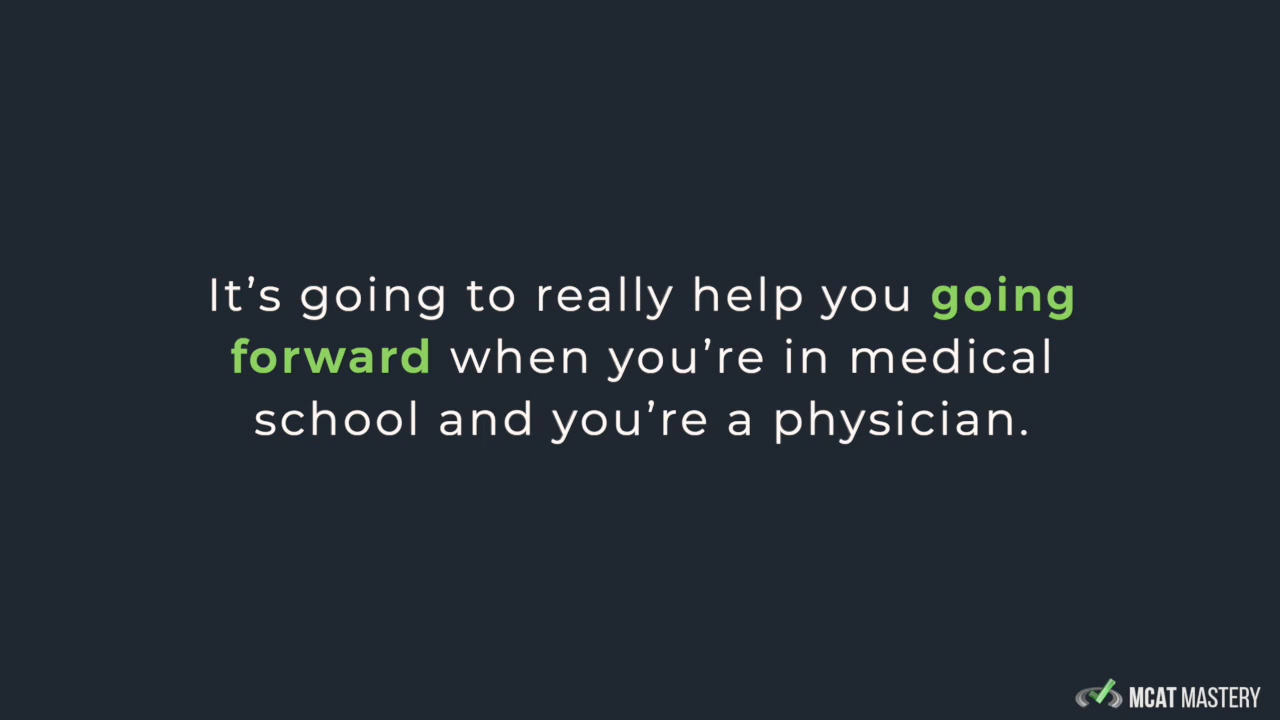 It’s going to really help you going
forward when you’re in medical
school and you’re a physician.
MCAT MASTERY